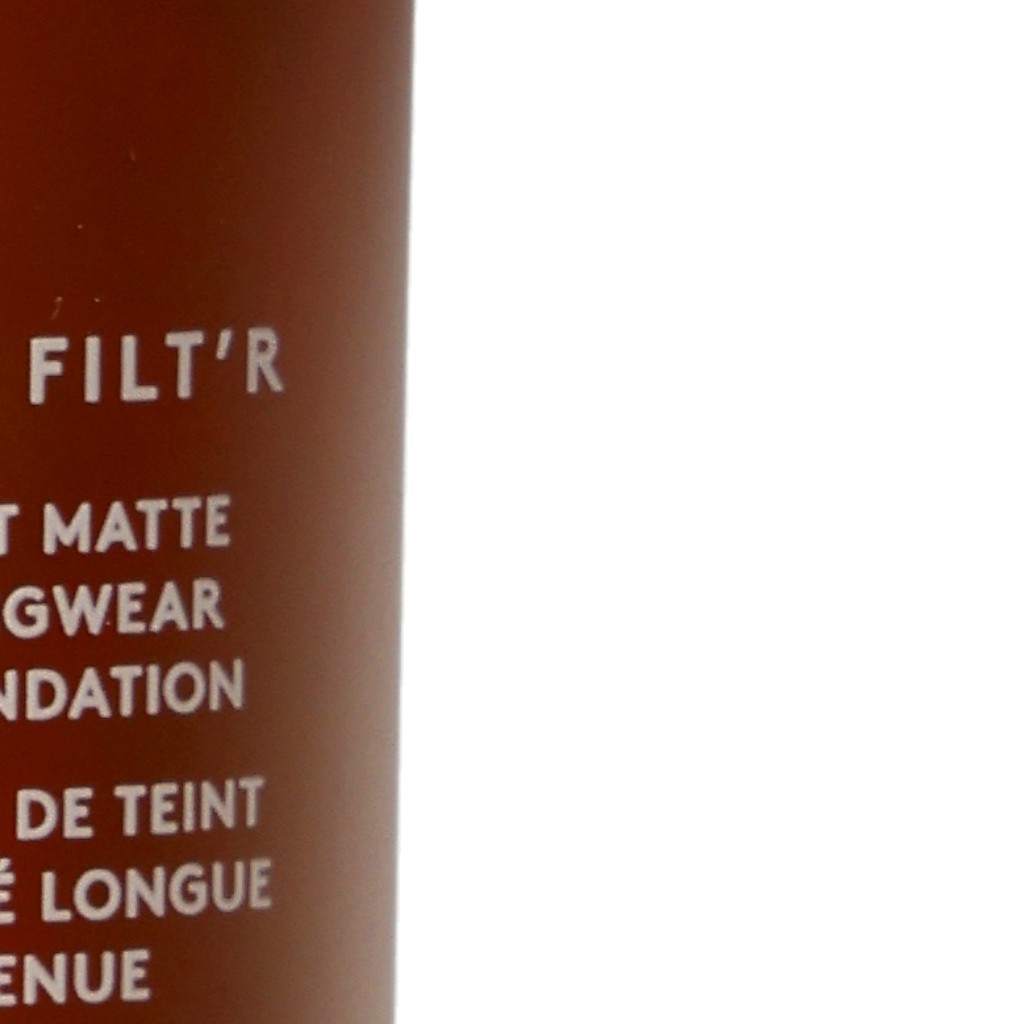 FILT'R
T MATTE
GWEAR
NDATION
DE TEINT
É LONGUE
ENUE